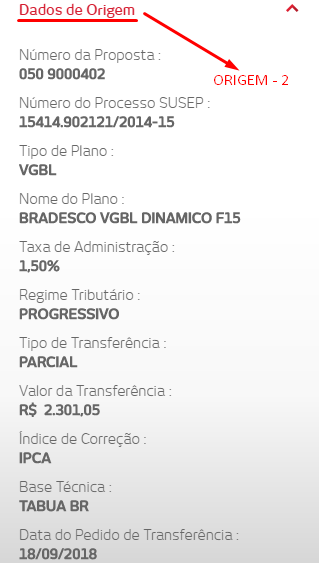 Dados de Origem
Número da Proposta :
050 9000402
ORIGEM - 2
Número do Processo SUSEP :
15414.902121/2014-15
Tipo de Plano :
VGBL
Nome do Plano :
BRADESCO VGBL DINAMICO F15
Taxa de Administração :
1,50%
Regime Tributário :
PROGRESSIVO
Tipo de Transferência :
PARCIAL
Valor da Transferência :
R$ 2.301,05
Índice de Correção :
IPCA
Base Técnica :
TABUA BR
Data do Pedido de Transferência :
18/09/2018